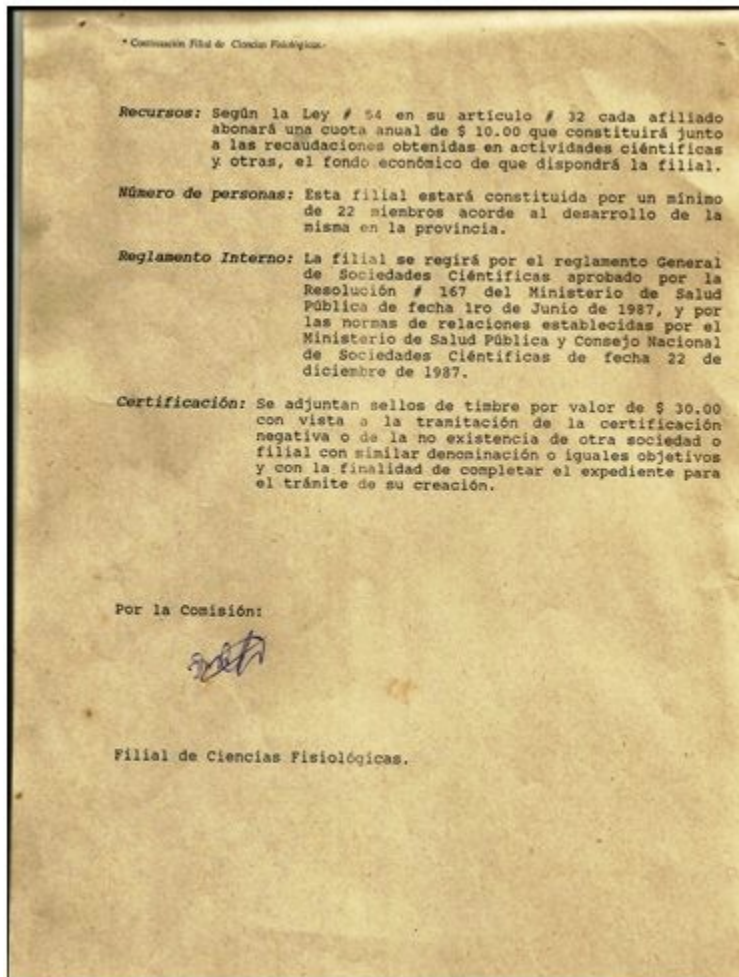 * Continuación Filial de Ciencias Fisiológicas.-
Recursos: Según la Ley # 54 en su artículo # 32 cada afiliado
abonará una cuota anual de $ 10.00 que constituirá junto
a las recaudaciones obtenidas en actividades ciéntificas
y otras, el fondo económico de que dispondrá la filial.
Número de personas: Esta filial estará constituida por un mínimo
de 22 miembros acorde al desarrollo de la
misma en la provincia.
Reglamento Interno: La filial se regirá por el reglamento General
de Sociedades Ciéntificas aprobado por la
Resolución # 167 del Ministerio de Salud
Pública de fecha 1ro de Junio de 1987, y por
las normas de relaciones establecidas por el
Ministerio de Salud Pública y Consejo Nacional
de Sociedades Ciéntificas de fecha 22 de
diciembre de 1987.
Certificación: Se adjuntan sellos de timbre por valor de $ 30.00
con vista a la tramitación de la certificación
negativa o de la no existencia de otra sociedad o
filial con similar denominación o iguales objetivos
y con la finalidad de completar el expediente para
el trámite de su creación.
Por la Comisión:
Filial de Ciencias Fisiológicas.